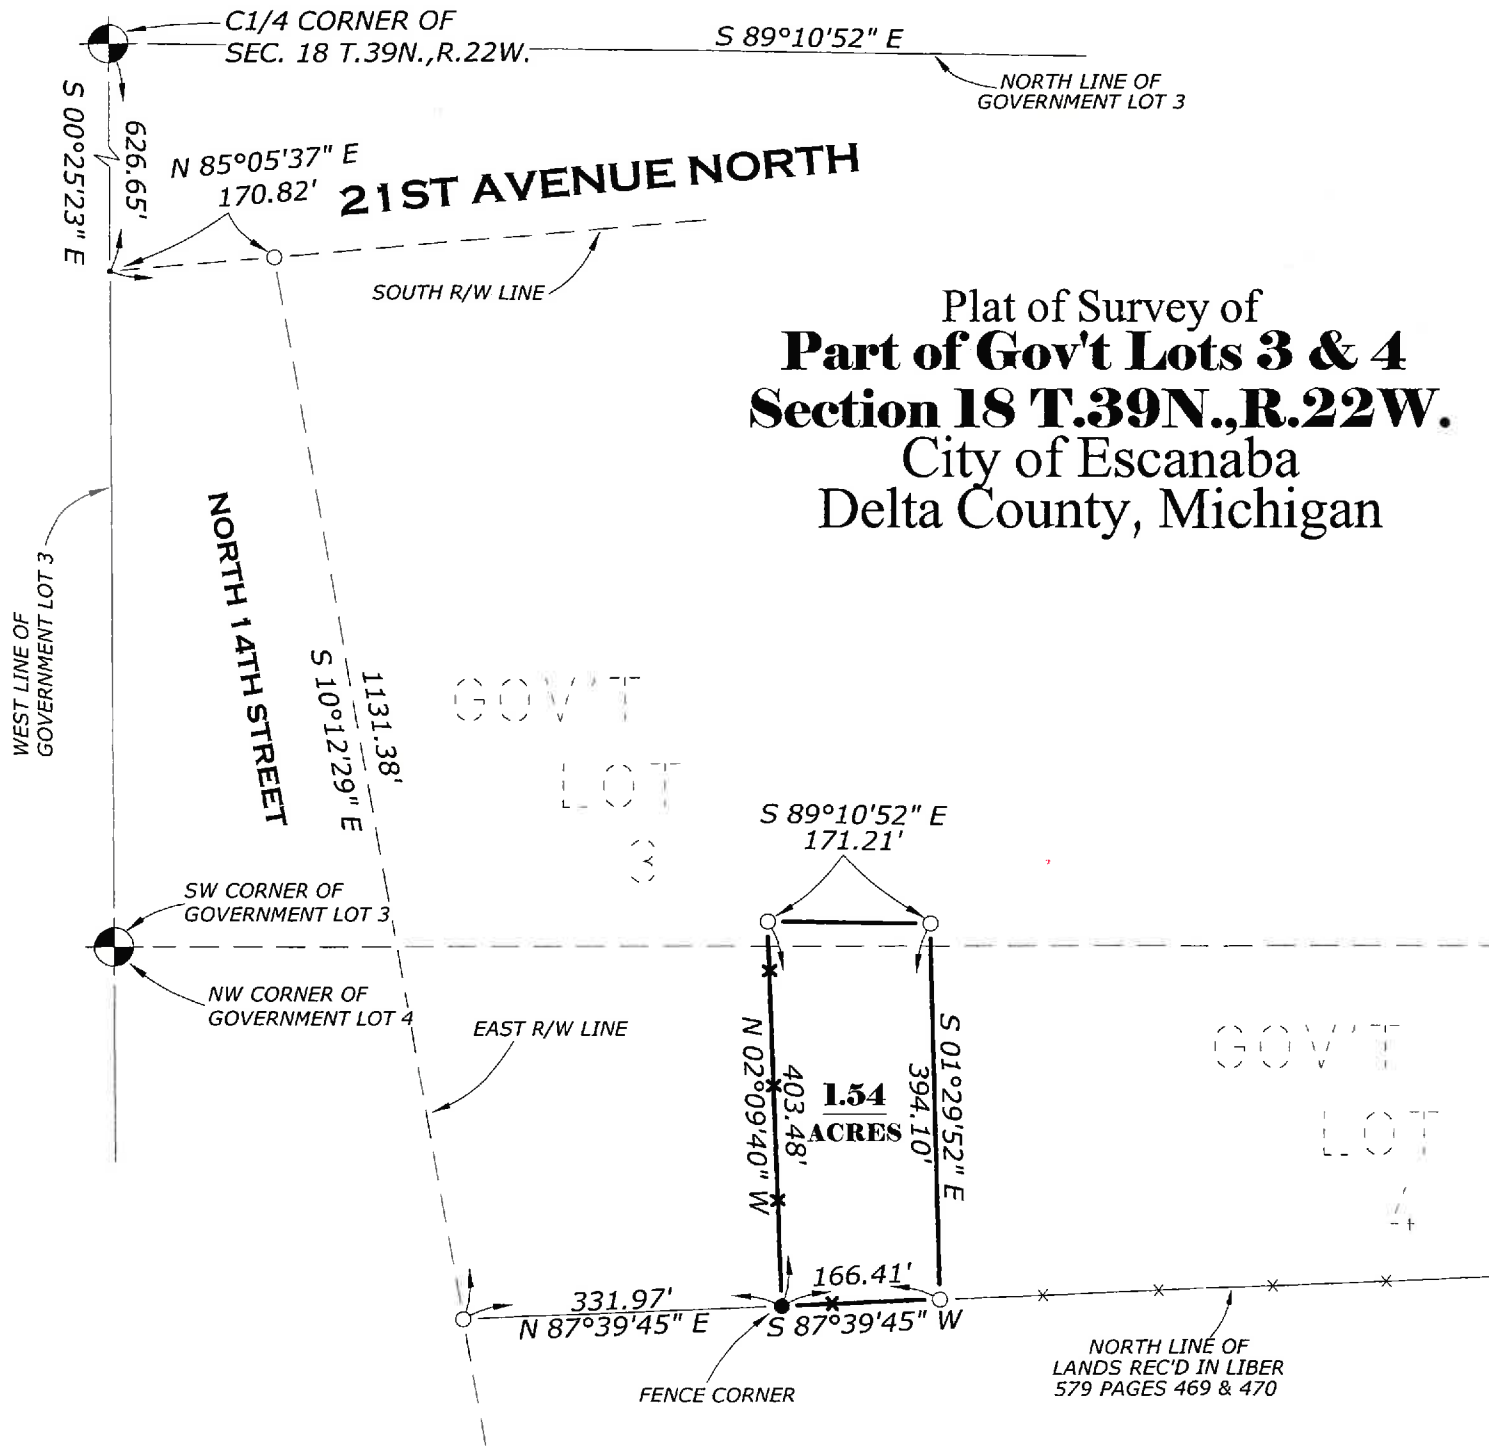 C1/4 CORNER OF
SEC. 18 T.39N.,R.22W.
S 89°10'52" E
NORTH LINE OF
GOVERNMENT LOT 3
S 00°25'23" E
626.65'
N 85°05'37" E
170.82'
21ST AVENUE NORTH
SOUTH R/W LINE
Plat of Survey of
Part of Gov't Lots 3 & 4
Section 18 T.39N.,R.22W.
City of Escanaba
Delta County, Michigan
WEST LINE OF
GOVERNMENT LOT 3
NORTH 14TH STREET
1131.38'
S 10°12'29" E
GOV'T
LOT
3
S 89°10'52" E
171.21'
SW CORNER OF
GOVERNMENT LOT 3
NW CORNER OF
GOVERNMENT LOT 4
EAST R/W LINE
N 02°09'40" W
403.48'
1.54
ACRES
394.10'
S 01°29'52" E
GOV'T
LOT
4
331.97'
N 87°39'45" E
166.41'
S 87°39'45" W
FENCE CORNER
NORTH LINE OF
LANDS REC'D IN LIBER
579 PAGES 469 & 470